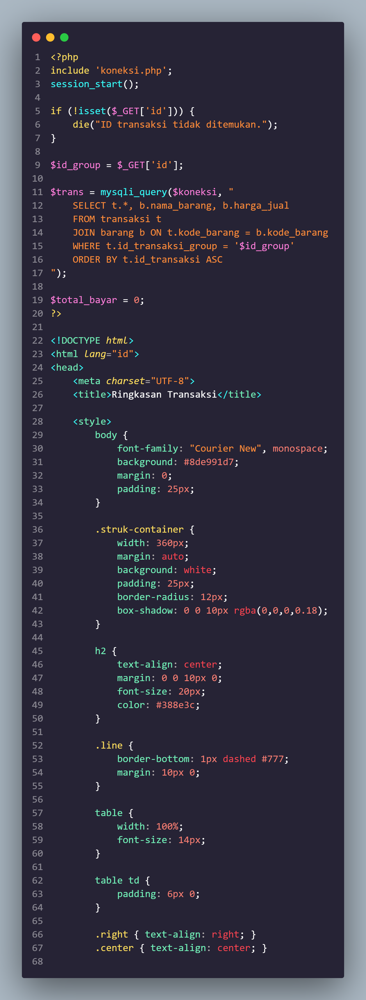 1 <?php
2 include 'koneksi.php';
3 session_start();
4
5 if (!isset($_GET['id'])) {
6     die("ID transaksi tidak ditemukan.");
7 }
8
9 $id_group = $_GET['id'];
10
11 $trans = mysqli_query($koneksi, "
12     SELECT t.*, b.nama_barang, b.harga_jual
13     FROM transaksi t
14     JOIN barang b ON t.kode_barang = b.kode_barang
15     WHERE t.id_transaksi_group = '$id_group'
16     ORDER BY t.id_transaksi ASC
17 ");
18
19 $total_bayar = 0;
20 ?>
21
22 <!DOCTYPE html>
23 <html lang="id">
24 <head>
25     <meta charset="UTF-8">
26     <title>Ringkasan Transaksi</title>
27
28     <style>
29         body {
30             font-family: "Courier New", monospace;
31             background: #8de991d7;
32             margin: 0;
33             padding: 25px;
34         }
35
36         .struk-container {
37             width: 360px;
38             margin: auto;
39             background: white;
40             padding: 25px;
41             border-radius: 12px;
42             box-shadow: 0 0 10px rgba(0,0,0,0.18);
43         }
44
45         h2 {
46             text-align: center;
47             margin: 0 0 10px 0;
48             font-size: 20px;
49             color: #388e3c;
50         }
51
52         .line {
53             border-bottom: 1px dashed #777;
54             margin: 10px 0;
55         }
56
57         table {
58             width: 100%;
59             font-size: 14px;
60         }
61
62         table td {
63             padding: 6px 0;
64         }
65
66         .right { text-align: right; }
67         .center { text-align: center; }
68